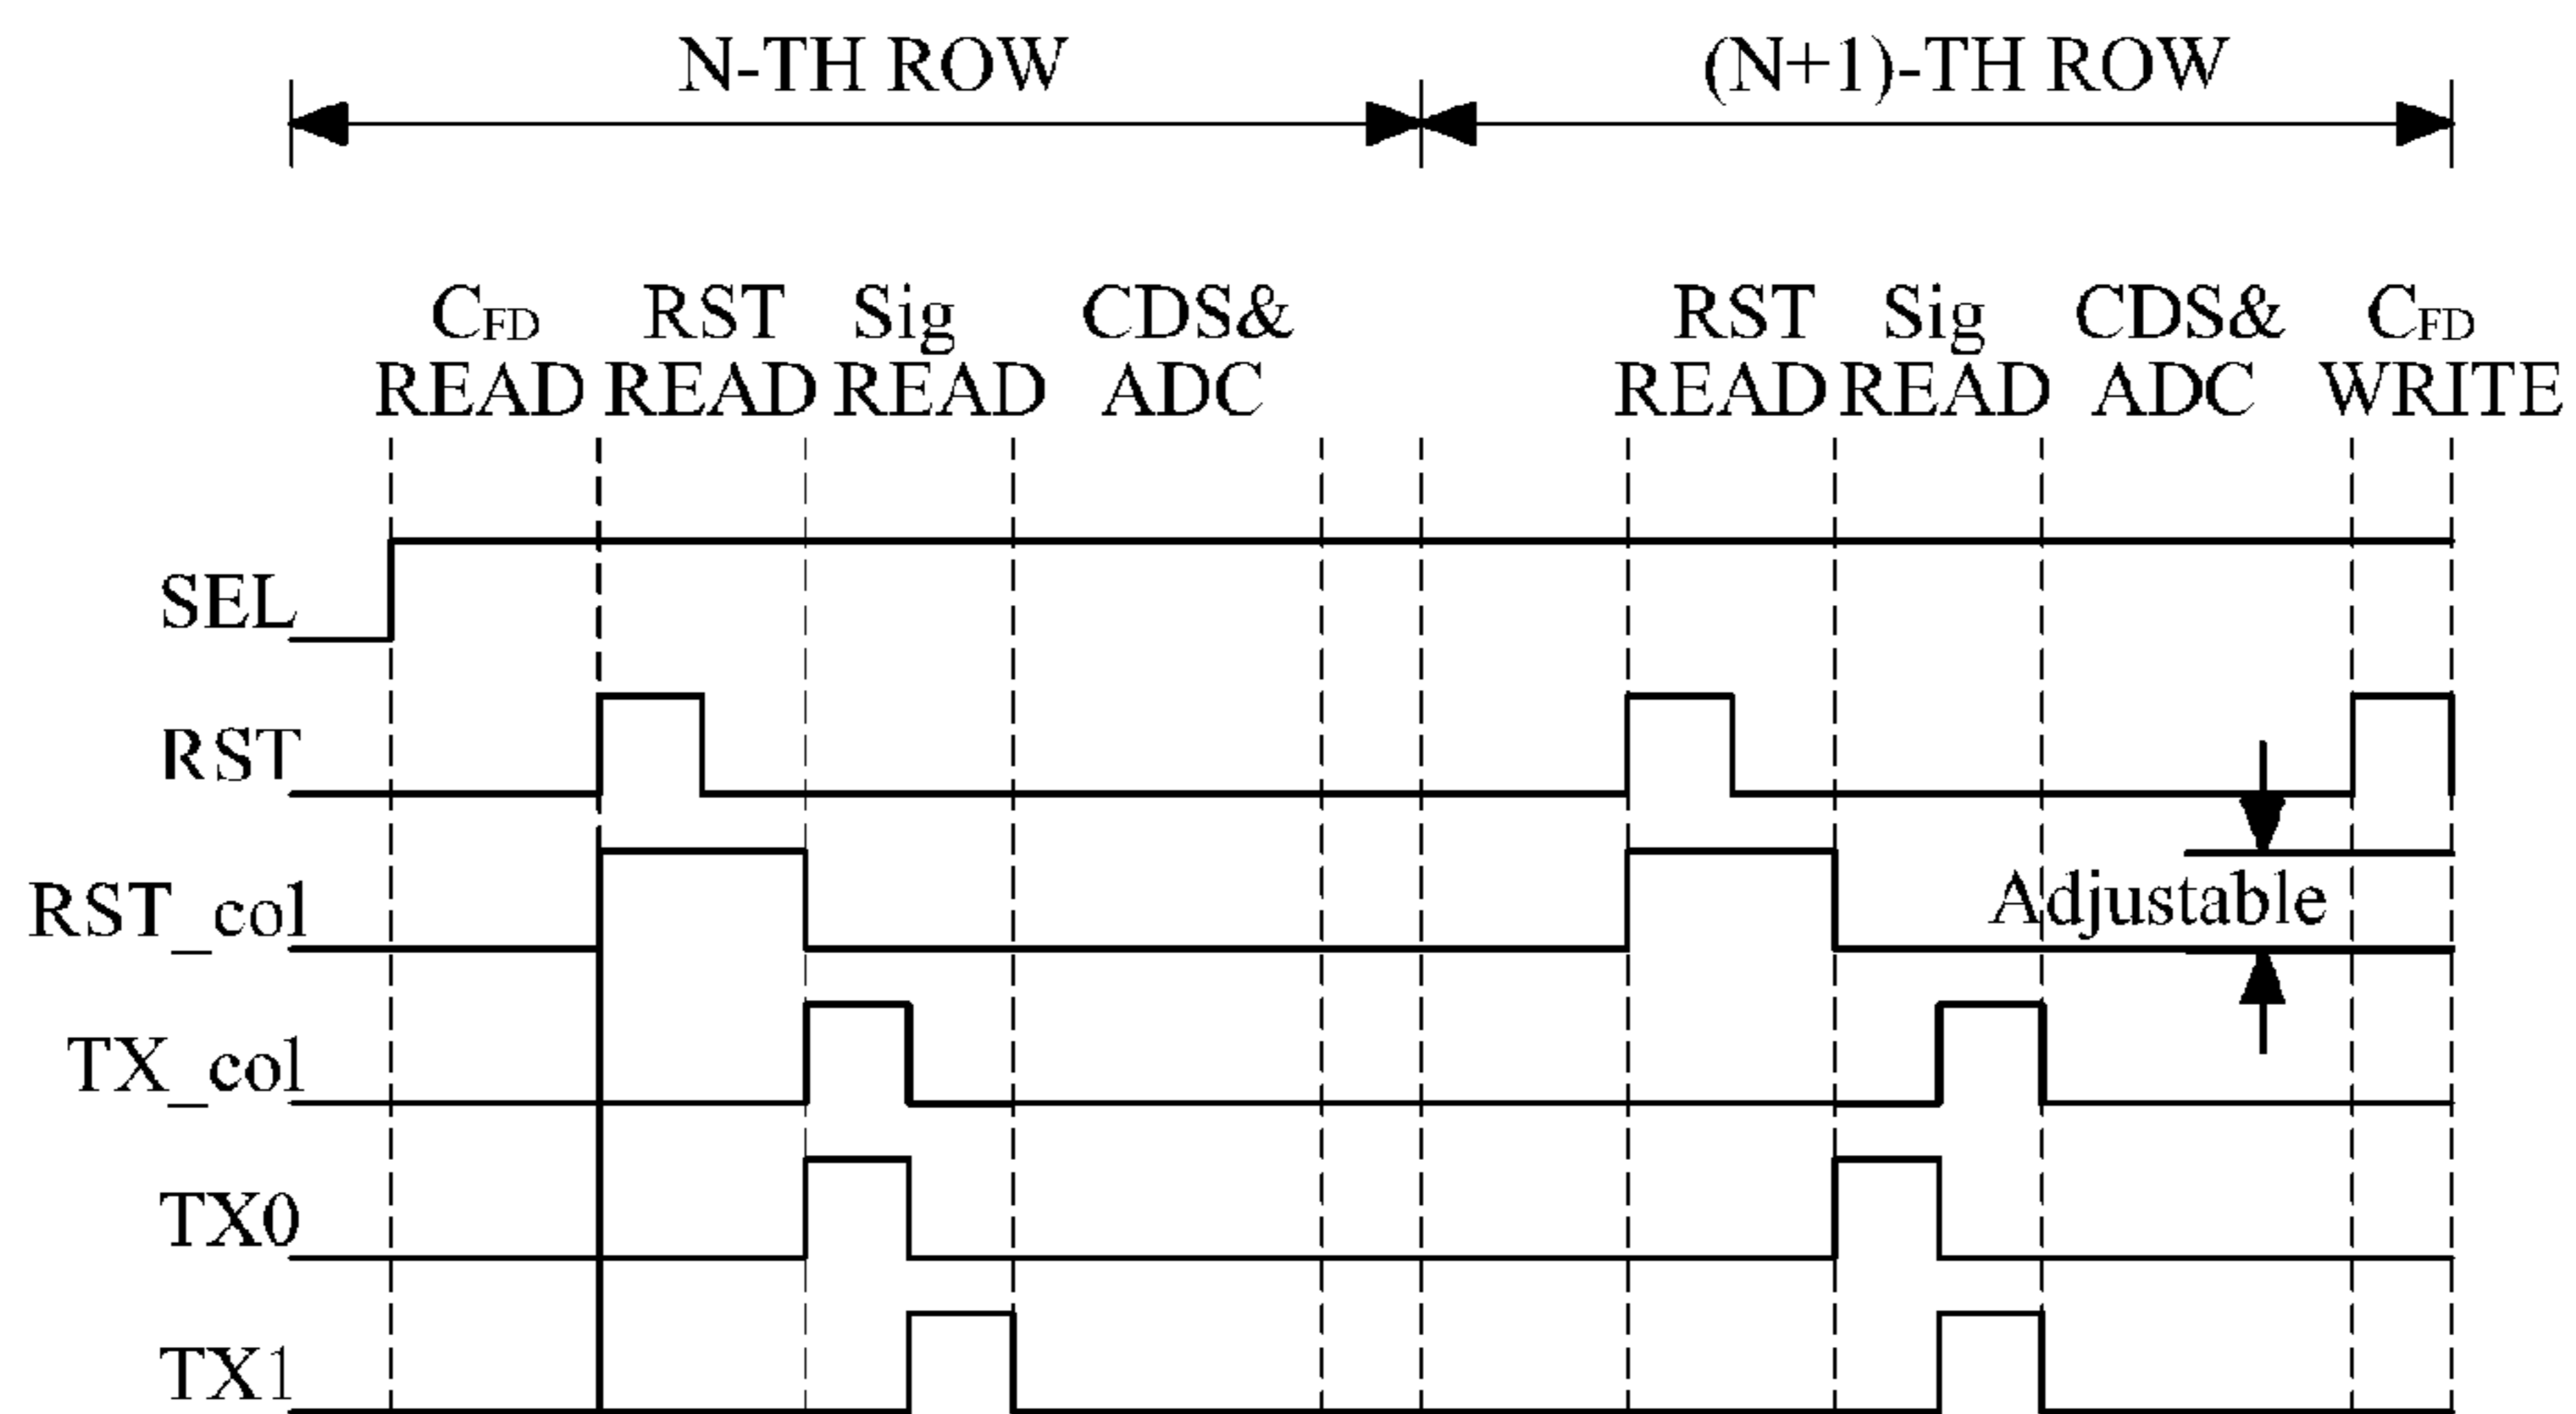 N-TH ROW (N+1)-TH ROW
CFD RST Sig CDS& RST Sig CDS& CFD
READ READ READ ADC READ READ ADC WRITE
SEL
RST
RST_col Adjustable
TX_col
TX0
TX1